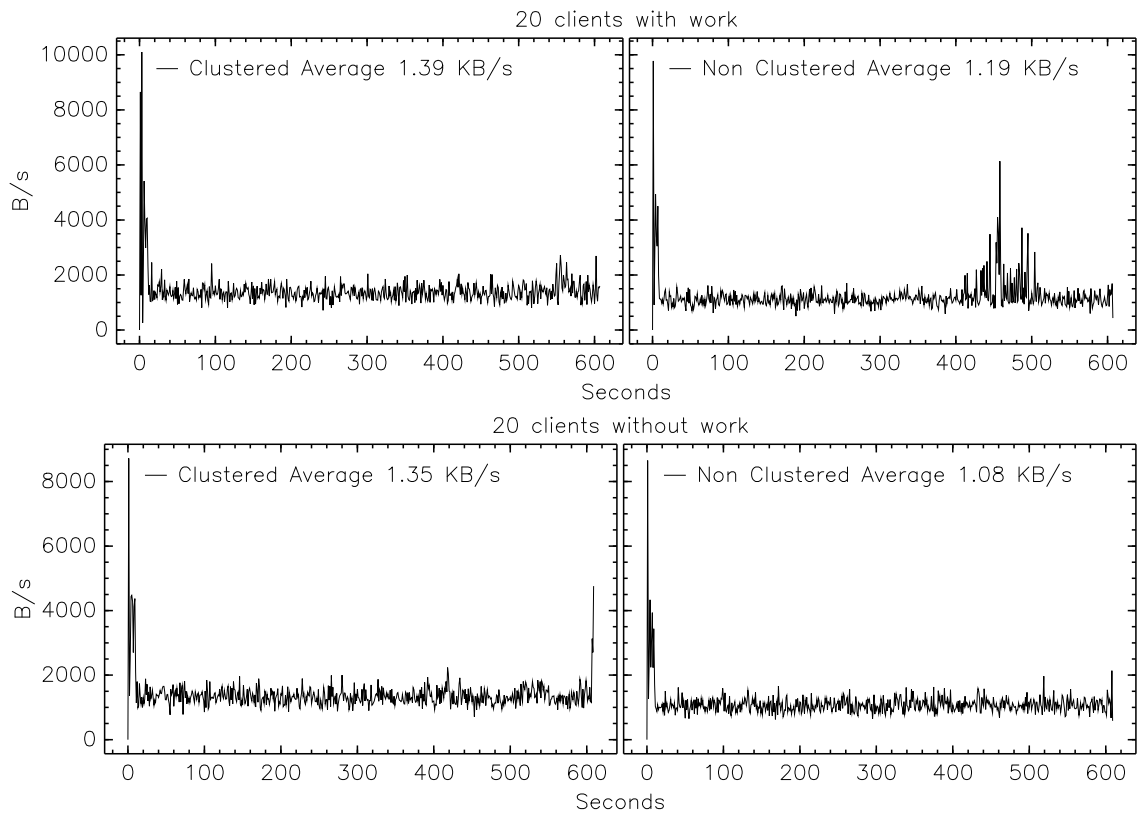 20 clients with work
10000
8000
6000
4000
2000
0
B/s
Clustered Average 1.39 KB/s
Non Clustered Average 1.19 KB/s
0 100 200 300 400 500 600
0 100 200 300 400 500 600
Seconds
20 clients without work
8000
6000
4000
2000
0
B/s
Clustered Average 1.35 KB/s
Non Clustered Average 1.08 KB/s
0 100 200 300 400 500 600
0 100 200 300 400 500 600
Seconds